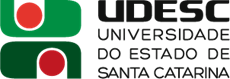 UDESC
UNIVERSIDADE
DO ESTADO DE
SANTA CATARINA